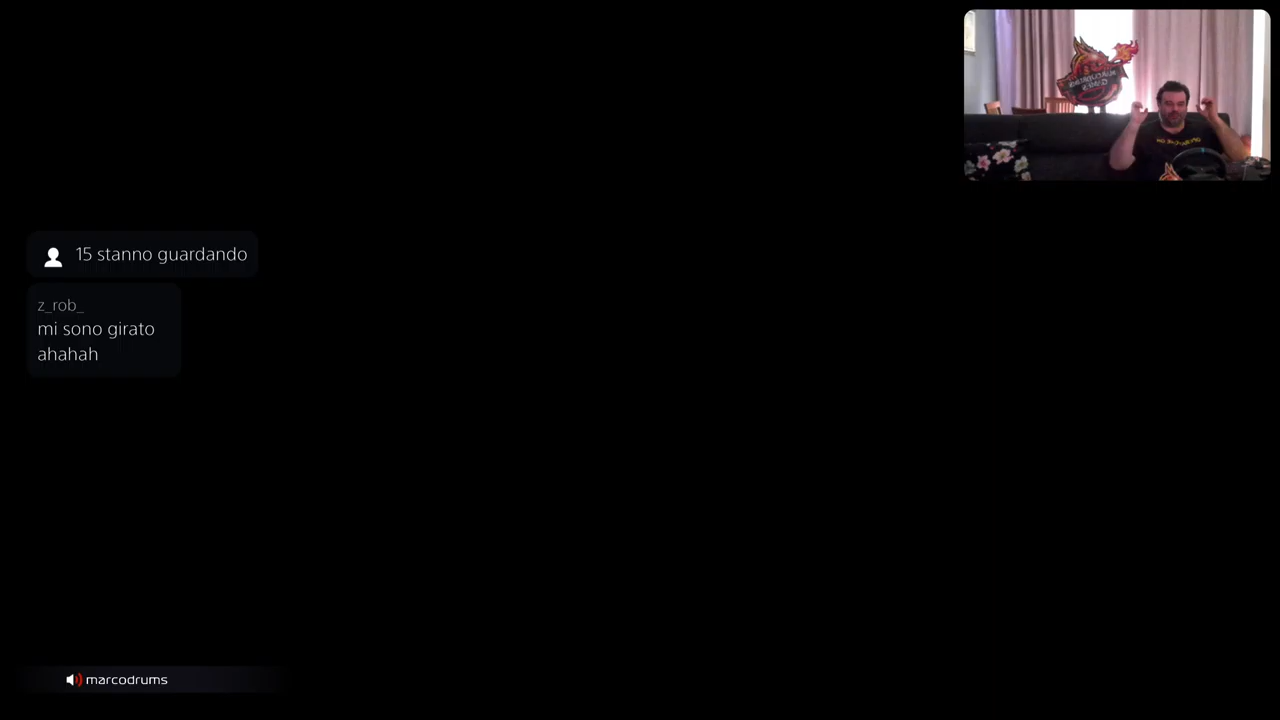 15 stanno guardando
z_rob_
mi sono girato
ahahah
marcodrums